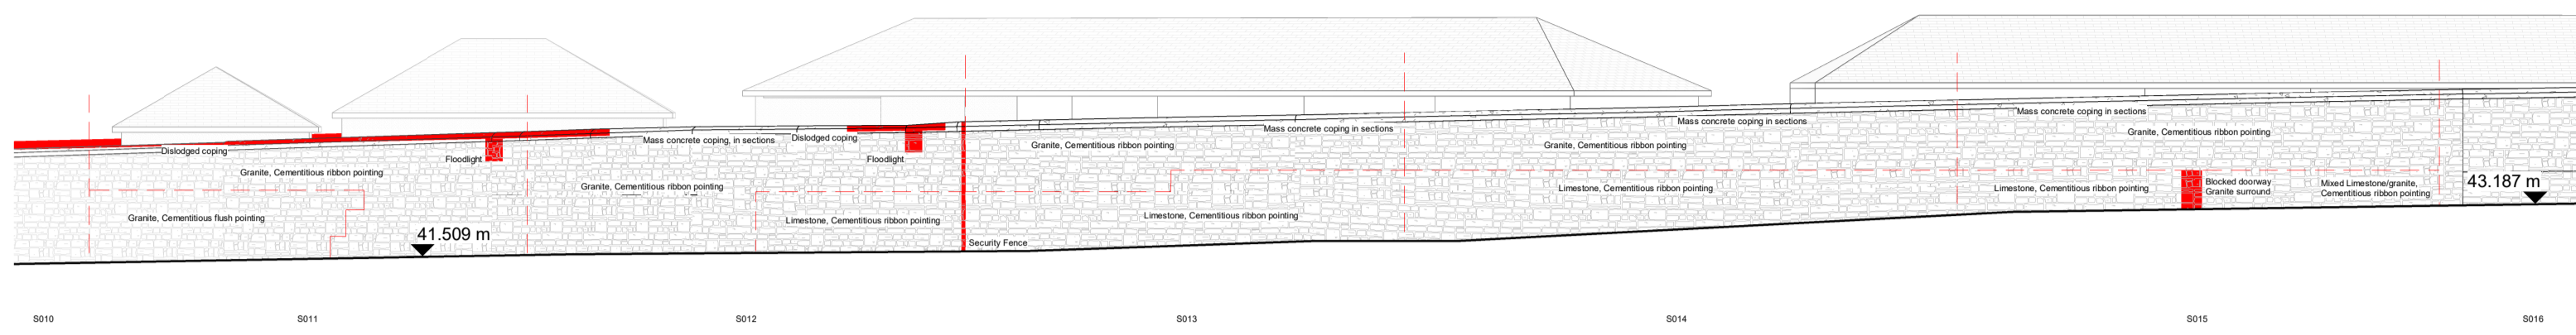 Dislodged coping
Granite, Cementitious ribbon pointing
Granite, Cementitious flush pointing
41.509 m
Floodlight
Granite, Cementitious ribbon pointing
Mass concrete coping, in sections
Dislodged coping
Floodlight
Limestone, Cementitious ribbon pointing
Security Fence
Granite, Cementitious ribbon pointing
Limestone, Cementitious ribbon pointing
Mass concrete coping in sections
Granite, Cementitious ribbon pointing
Limestone, Cementitious ribbon pointing
Mass concrete coping in sections
Mass concrete coping in sections
Granite, Cementitious ribbon pointing
Limestone, Cementitious ribbon pointing
Blocked doorway
Granite surround
Mixed Limestone/granite,
Cementitious ribbon pointing
43.187 m
S010
S011
S012
S013
S014
S015
S016